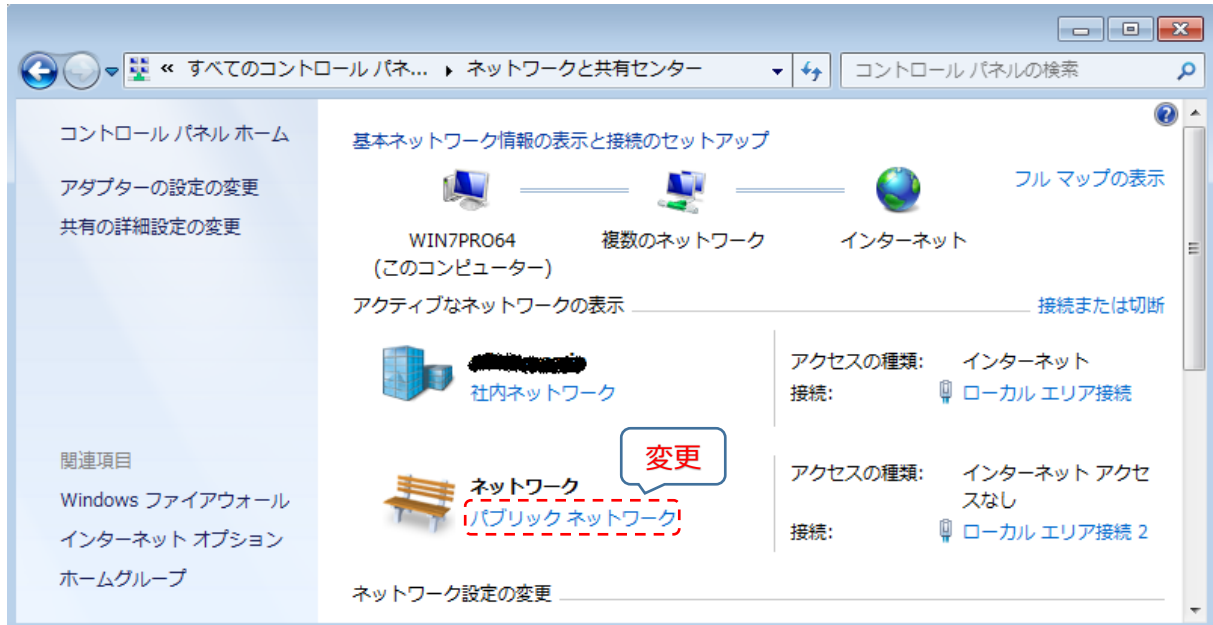 « すべてのコントロール パネ... ▸ ネットワークと共有センター
コントロール パネルの検索
コントロール パネル ホーム
アダプターの設定の変更
共有の詳細設定の変更
関連項目
Windows ファイアウォール
インターネット オプション
ホームグループ
基本ネットワーク情報の表示と接続のセットアップ
フル マップの表示
WIN7PRO64
(このコンピューター)
複数のネットワーク
インターネット
アクティブなネットワークの表示
接続または切断
社内ネットワーク
アクセスの種類: インターネット
接続: ローカル エリア接続
変更
ネットワーク
パブリック ネットワーク
アクセスの種類: インターネット アクセ
スなし
接続: ローカル エリア接続 2
ネットワーク設定の変更